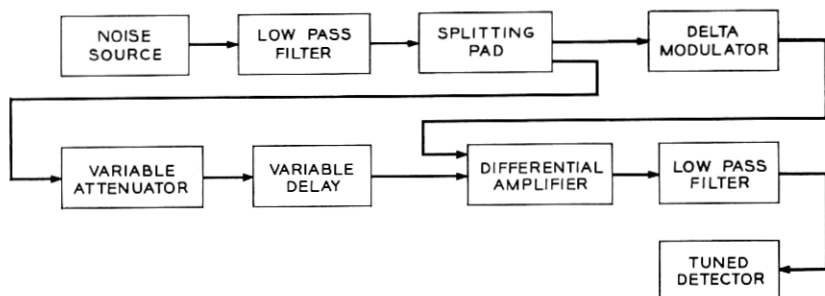 NOISE
SOURCE
LOW PASS
FILTER
SPLITTING
PAD
DELTA
MODULATOR
VARIABLE
ATTENUATOR
VARIABLE
DELAY
DIFFERENTIAL
AMPLIFIER
LOW PASS
FILTER
TUNED
DETECTOR